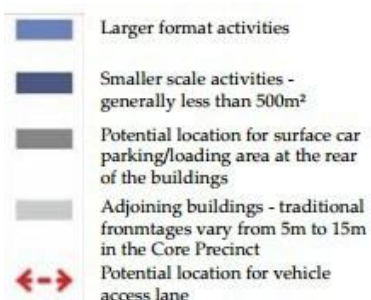 Larger format activities
Smaller scale activities -
generally less than 500m²
Potential location for surface car
parking/loading area at the rear
of the buildings
Adjoining buildings - traditional
fronmtages vary from 5m to 15m
in the Core Precinct
Potential location for vehicle
access lane